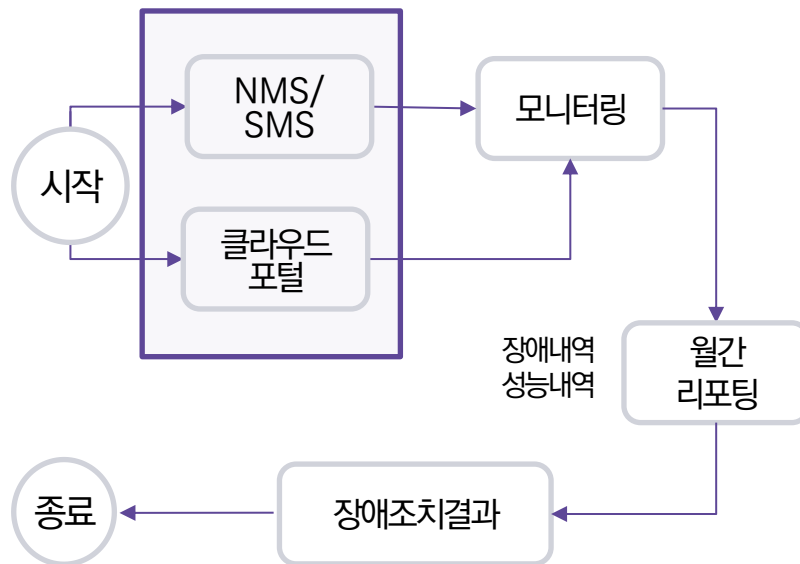 NMS/
SMS
모니터링
시작
클라우드
포털
장애내역
성능내역
월간
리포팅
종료
장애조치결과